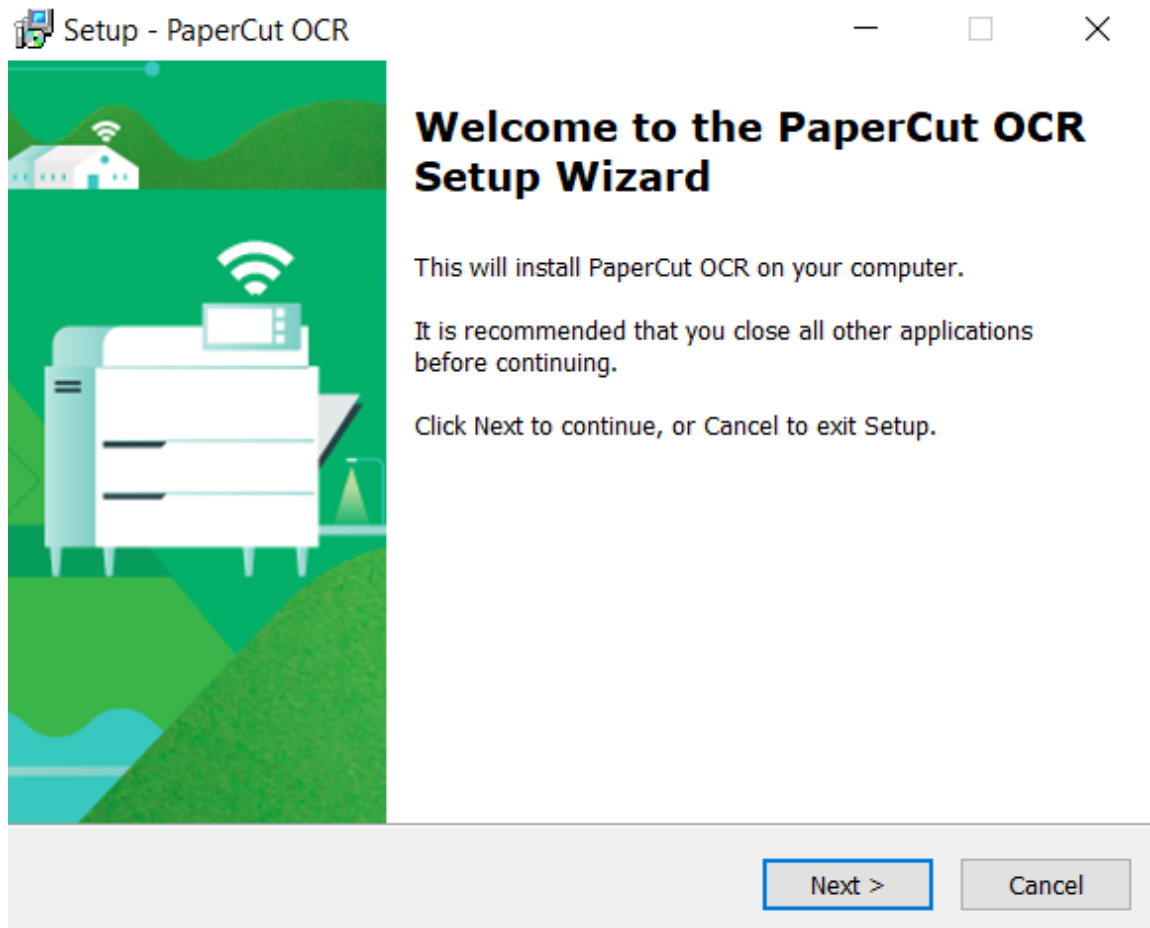 Setup - PaperCut OCR
Welcome to the PaperCut OCR
Setup Wizard
This will install PaperCut OCR on your computer.
It is recommended that you close all other applications
before continuing.
Click Next to continue, or Cancel to exit Setup.
Next >
Cancel